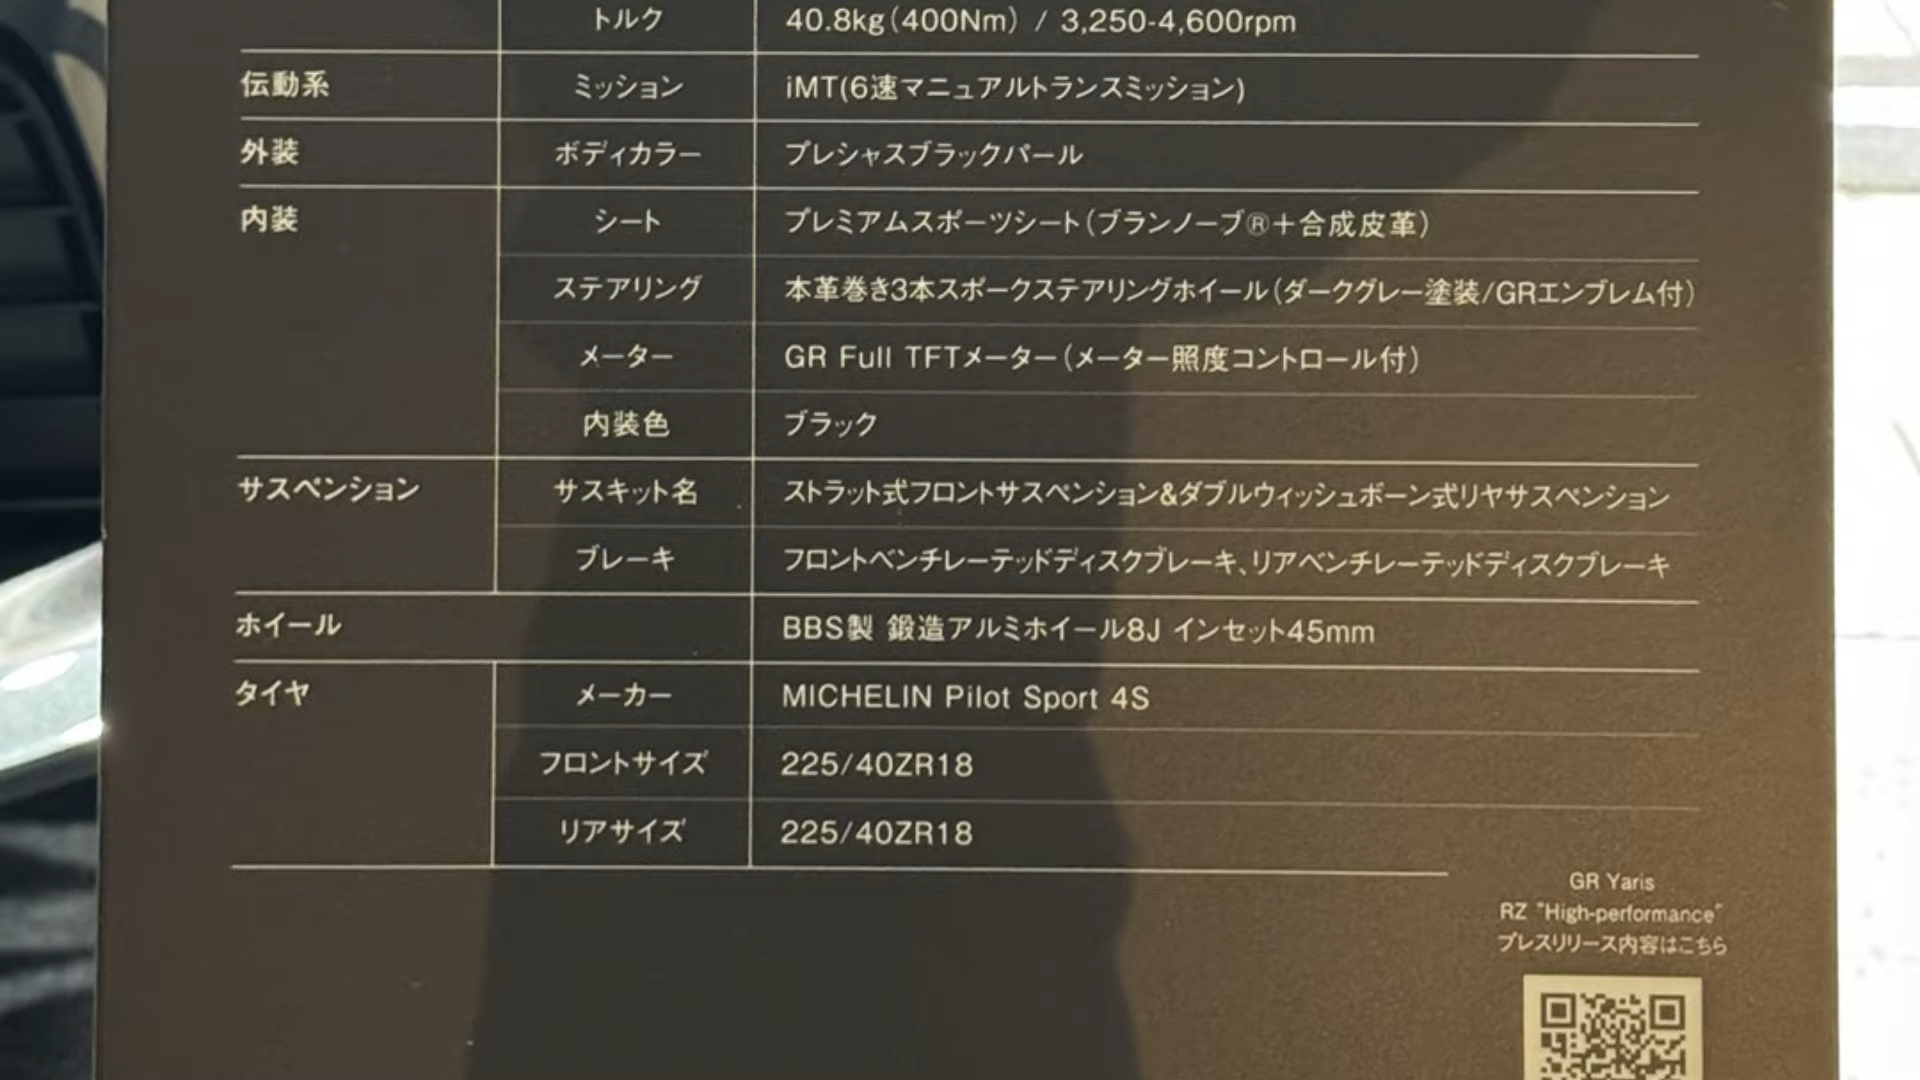 トルク 40.8kg(400Nm) / 3,250-4,600rpm
伝動系 ミッション iMT(6速マニュアルトランスミッション)
外装 ボディカラー プレシャスブラックパール
内装 シート プレミアムスポーツシート(ブランノーブ®+合成皮革)
ステアリング 本革巻き3本スポークステアリングホイール(ダークグレー塗装/GRエンブレム付)
メーター GR Full TFTメーター(メーター照度コントロール付)
内装色 ブラック
サスペンション サスキット名 ストラット式フロントサスペンション&ダブルウィッシュボーン式リヤサスペンション
ブレーキ フロントベンチレーテッドディスクブレーキ、リアベンチレーテッドディスクブレーキ
ホイール BBS製 鍛造アルミホイール8J インセット45mm
タイヤ メーカー MICHELIN Pilot Sport 4S
フロントサイズ 225/40ZR18
リアサイズ 225/40ZR18
GR Yaris
RZ "High-performance"
プレスリリース内容はこちら